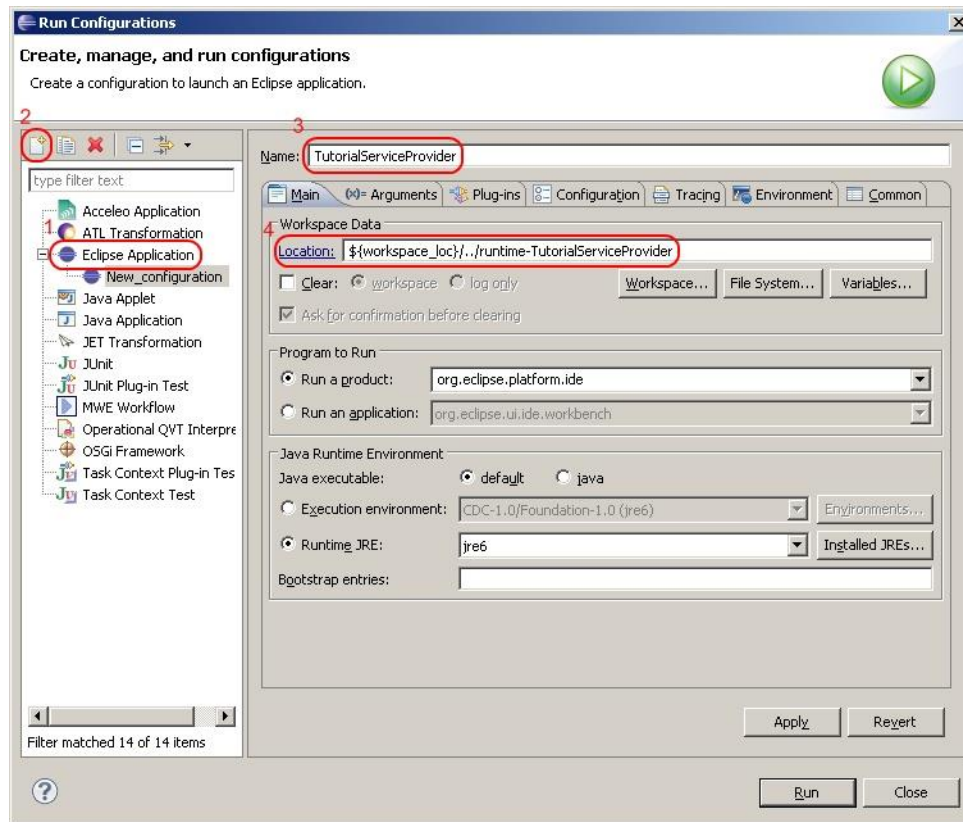 Run Configurations
Create, manage, and run configurations
Create a configuration to launch an Eclipse application.
2
3
type filter text
Acceleo Application
ATL Transformation
1
Eclipse Application
New_configuration
Java Applet
Java Application
JET Transformation
JUnit
JUnit Plug-in Test
MWE Workflow
Operational QVT Interpre
OSGi Framework
Task Context Plug-in Tes
Task Context Test
Filter matched 14 of 14 items
Name: TutorialServiceProvider
Main (x)= Arguments Plug-ins Configuration Tracing Environment Common
Workspace Data
4
Location: ${workspace_loc}/../runtime-TutorialServiceProvider
Clear: workspace log only Workspace... File System... Variables...
Ask for confirmation before clearing
Program to Run
Run a product: org.eclipse.platform.ide
Run an application: org.eclipse.ui.ide.workbench
Java Runtime Environment
Java executable: default java
Execution environment: CDC-1.0/Foundation-1.0 (jre6) Environments...
Runtime JRE: jre6 Installed JREs...
Bootstrap entries:
Apply Revert
? Run Close